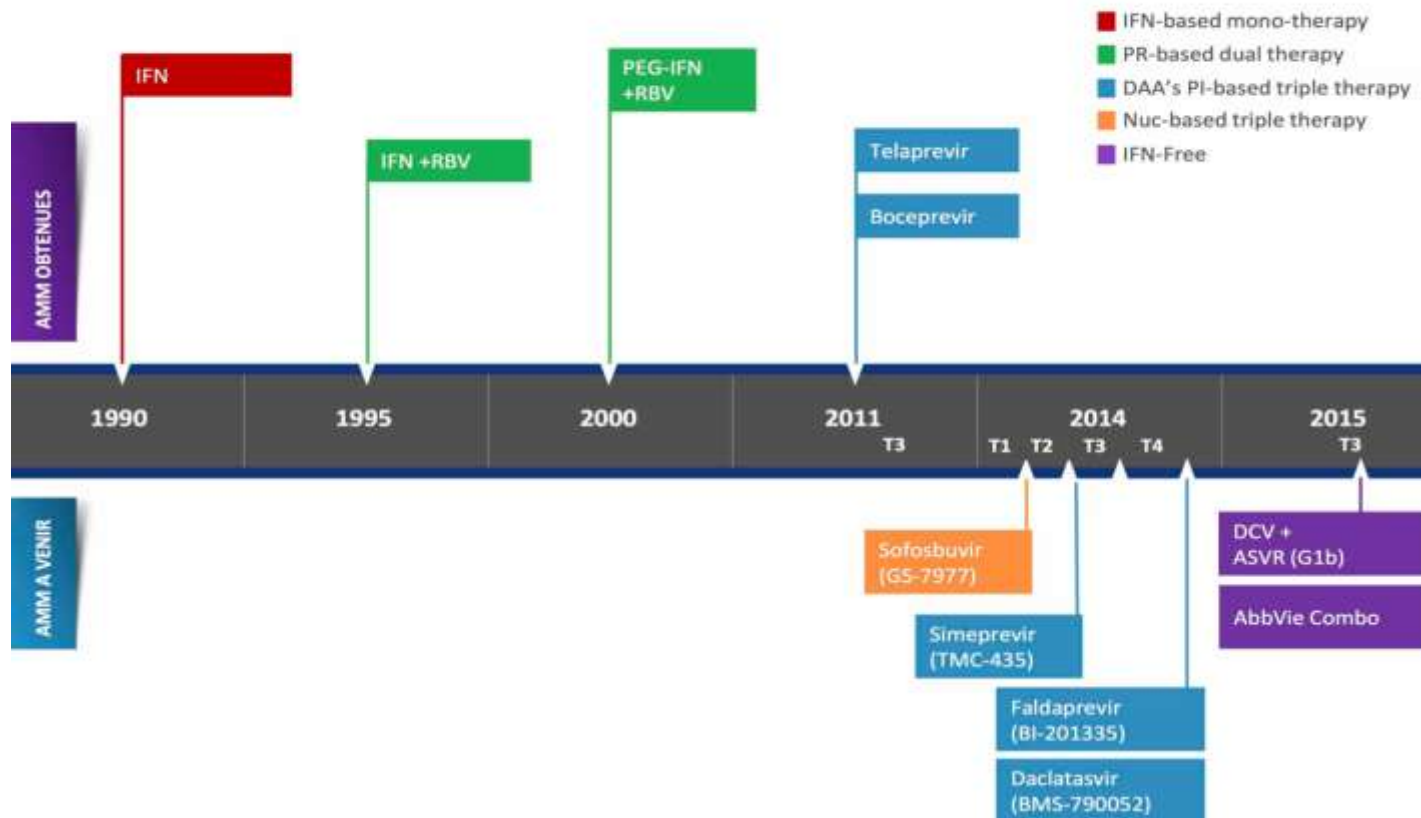 IFN-based mono-therapy
PR-based dual therapy
DAA's PI-based triple therapy
Nuc-based triple therapy
IFN-Free
IFN
IFN +RBV
PEG-IFN
+RBV
Telaprevir
Boceprevir
AMM OBTENUES
1990
1995
2000
2011
2014
2015
T3
T1
T2
T3
T4
T3
AMM A VENIR
Sofosbuvir
(GS-7977)
Simeprevir
(TMC-435)
Faldaprevir
(BI-201335)
Daclatasvir
(BMS-790052)
DCV +
ASVR (G1b)
AbbVie Combo